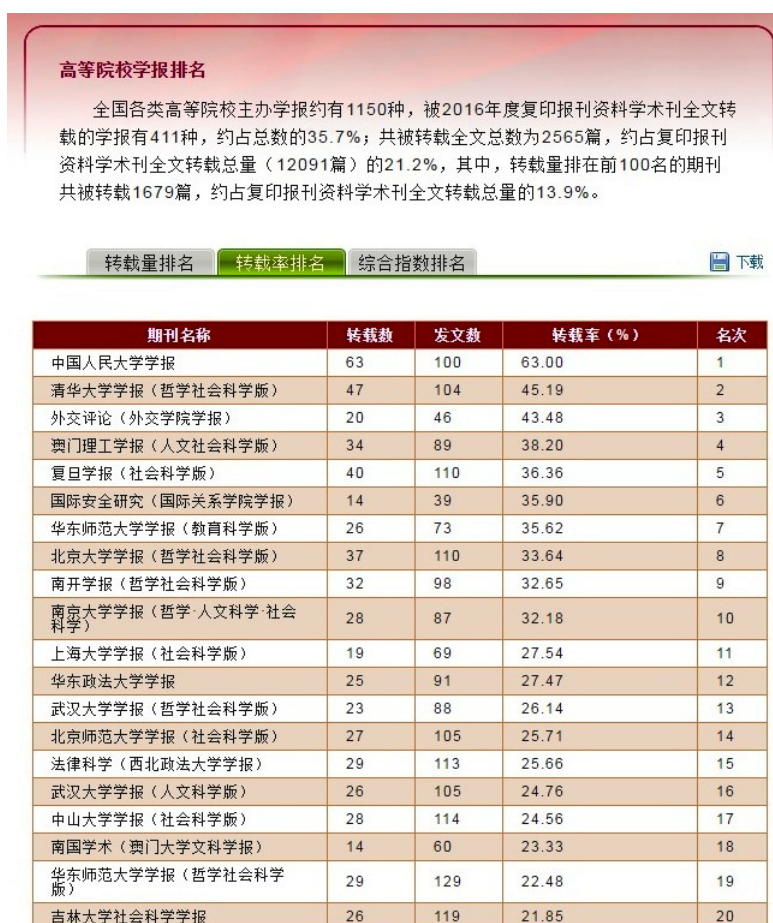 高等院校学报排名
全国各类高等院校主办学报约有1150种，被2016年度复印报刊资料学术刊全文转
载的学报有411种，约占总数的35.7%；共被转载全文总数为2565篇，约占复印报刊
资料学术刊全文转载总量（12091篇）的21.2%，其中，转载量排在前100名的期刊
共被转载1679篇，约占复印报刊资料学术刊全文转载总量的13.9%。
转载量排名 转载率排名 综合指数排名 下载
期刊名称 转载数 发文数 转载率（%） 名次
中国人民大学学报 63 100 63.00 1
清华大学学报（哲学社会科学版） 47 104 45.19 2
外交评论（外交学院学报） 20 46 43.48 3
澳门理工学报（人文社会科学版） 34 89 38.20 4
复旦学报（社会科学版） 40 110 36.36 5
国际安全研究（国际关系学院学报） 14 39 35.90 6
华东师范大学学报（教育科学版） 26 73 35.62 7
北京大学学报（哲学社会科学版） 37 110 33.64 8
南开学报（哲学社会科学版） 32 98 32.65 9
南京大学学报（哲学·人文科学·社会
科学） 28 87 32.18 10
上海大学学报（社会科学版） 19 69 27.54 11
华东政法大学学报 25 91 27.47 12
武汉大学学报（哲学社会科学版） 23 88 26.14 13
北京师范大学学报（社会科学版） 27 105 25.71 14
法律科学（西北政法大学学报） 29 113 25.66 15
武汉大学学报（人文科学版） 26 105 24.76 16
中山大学学报（社会科学版） 28 114 24.56 17
南国学术（澳门大学文科学报） 14 60 23.33 18
华东师范大学学报（哲学社会科学
版） 29 129 22.48 19
吉林大学社会科学学报 26 119 21.85 20